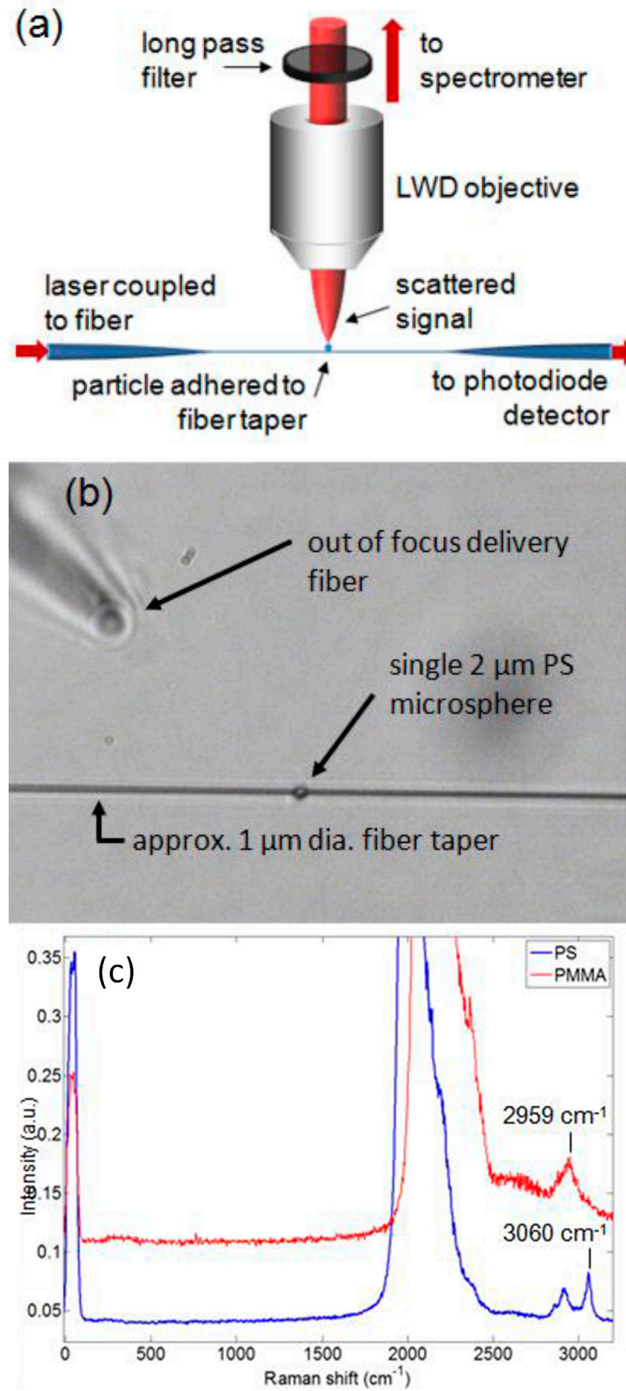 (a)
long pass
filter
to
spectrometer
LWD objective
laser coupled
to fiber
scattered
signal
particle adhered to
fiber taper
to photodiode
detector
(b)
out of focus delivery
fiber
single 2 μm PS
microsphere
approx. 1 μm dia. fiber taper
(c)
PS
PMMA
2959 cm-1
3060 cm-1
Intensity (a.u.)
0.35
0.3
0.25
0.2
0.15
0.1
0.05
0
500
1000
1500
2000
2500
3000
Raman shift (cm-1)